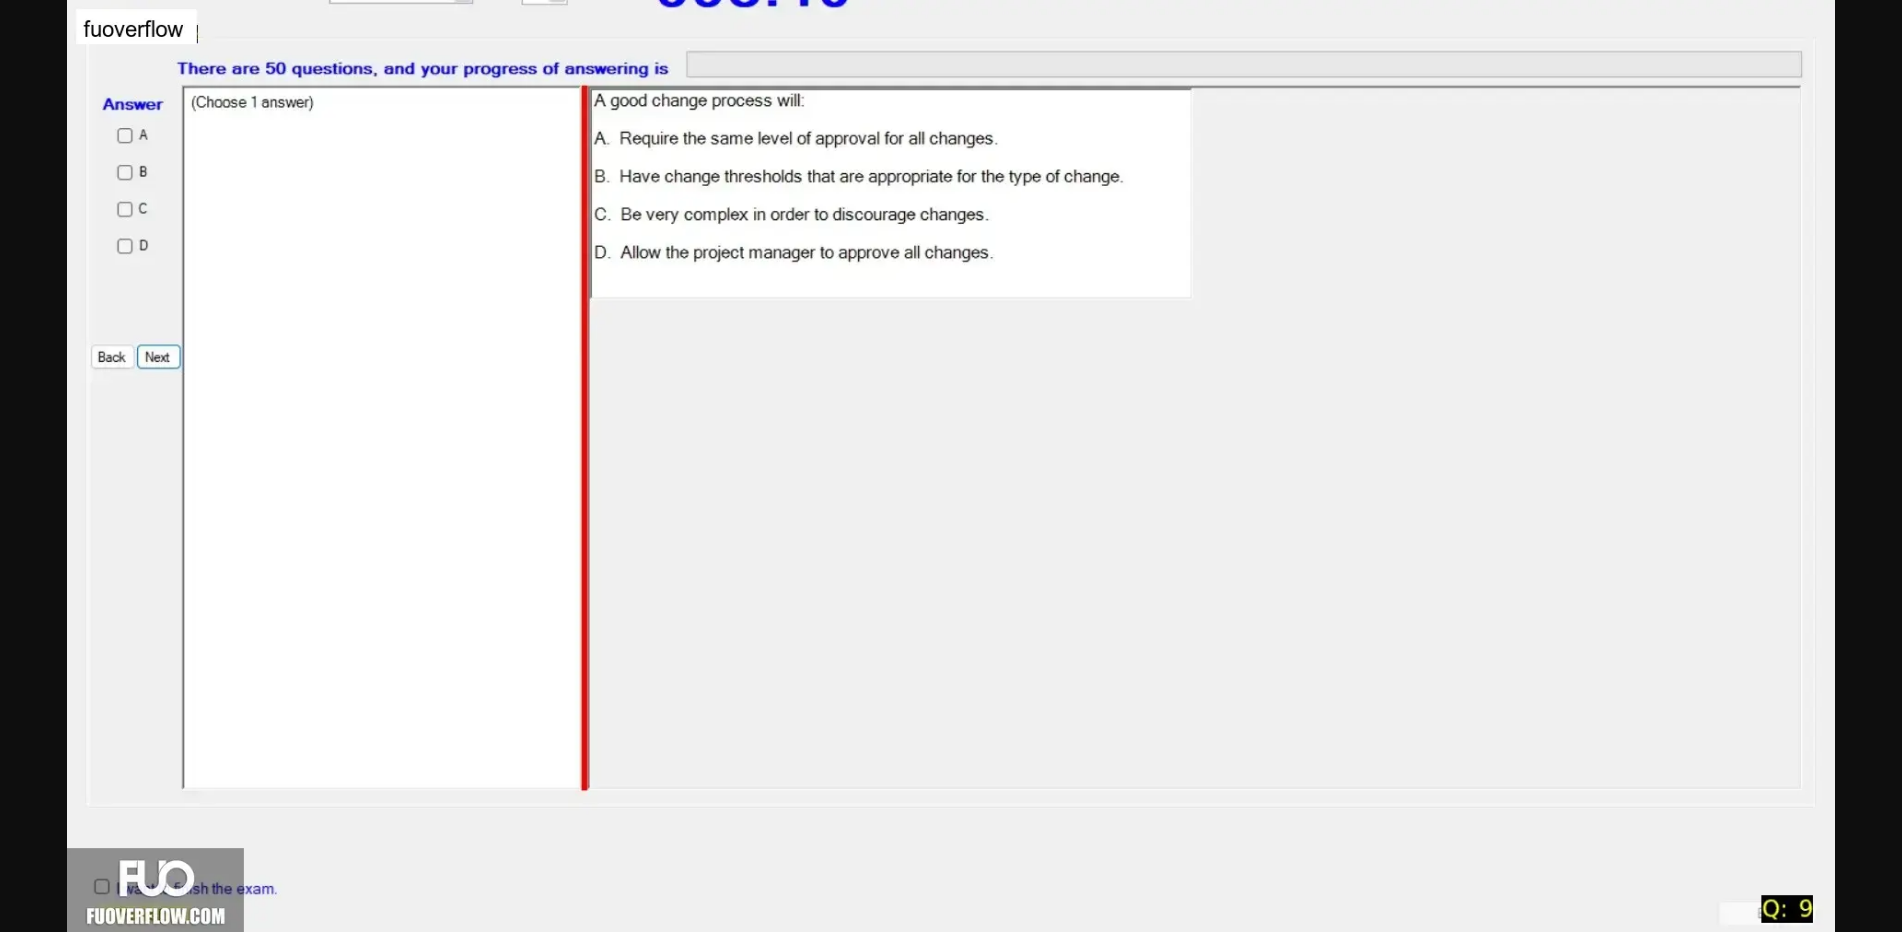 fuoverflow
There are 50 questions, and your progress of answering is
Answer
(Choose 1 answer)
A
B
C
D
Back
Next
A good change process will:
A. Require the same level of approval for all changes.
B. Have change thresholds that are appropriate for the type of change.
C. Be very complex in order to discourage changes.
D. Allow the project manager to approve all changes.
FUO
the exam.
FUOVERFLOW.COM
Q: 9